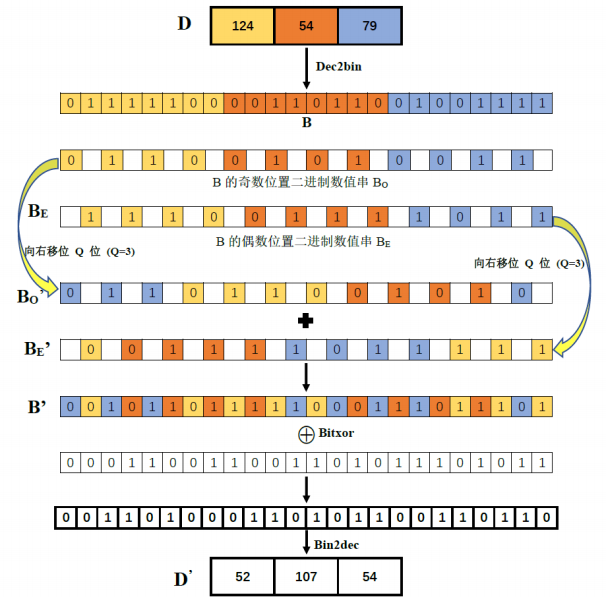 D
124 54 79
Dec2bin
0 1 1 1 1 1 0 0 0 0 1 1 0 1 1 0 0 1 0 0 1 1 1 1
B
0 1 1 0 0 1 0 1 0 0 1 1
B 的奇数位置二进制数值串 BO
BE
1 1 1 0 0 1 1 1 1 0 1 1
B 的偶数位置二进制数值串 BE
向右移位 Q 位 (Q=3)
向右移位 Q 位 (Q=3)
BO’
0 1 1 0 1 1 0 0 1 0 1 0
BE’
0 0 1 1 1 1 0 1 1 1 1 1
B’
0 0 1 0 1 1 0 1 1 1 1 1 0 0 0 1 1 1 0 1 1 1 0 1
Bitxor
0 0 0 1 1 0 0 1 1 0 0 1 1 0 1 0 1 1 1 0 1 0 1 1
0 0 1 1 0 1 0 0 0 1 1 0 1 0 1 1 0 0 1 1 0 1 1 0
Bin2dec
D’
52 107 54